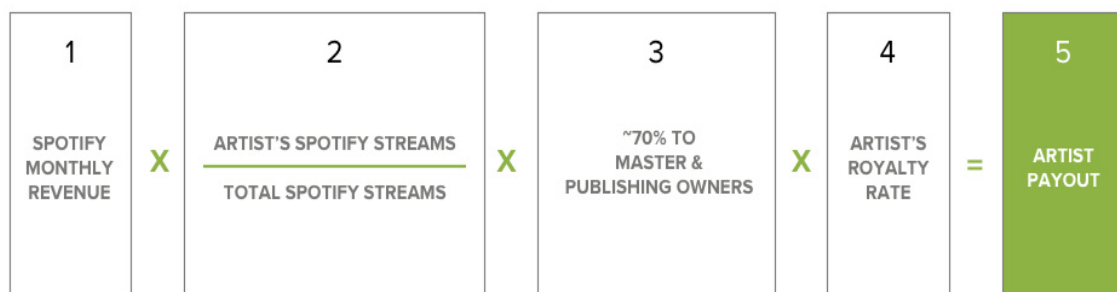 1
SPOTIFY
MONTHLY
REVENUE
X
2
ARTIST'S SPOTIFY STREAMS
TOTAL SPOTIFY STREAMS
X
3
~70% TO
MASTER &
PUBLISHING OWNERS
X
4
ARTIST'S
ROYALTY
RATE
=
5
ARTIST
PAYOUT